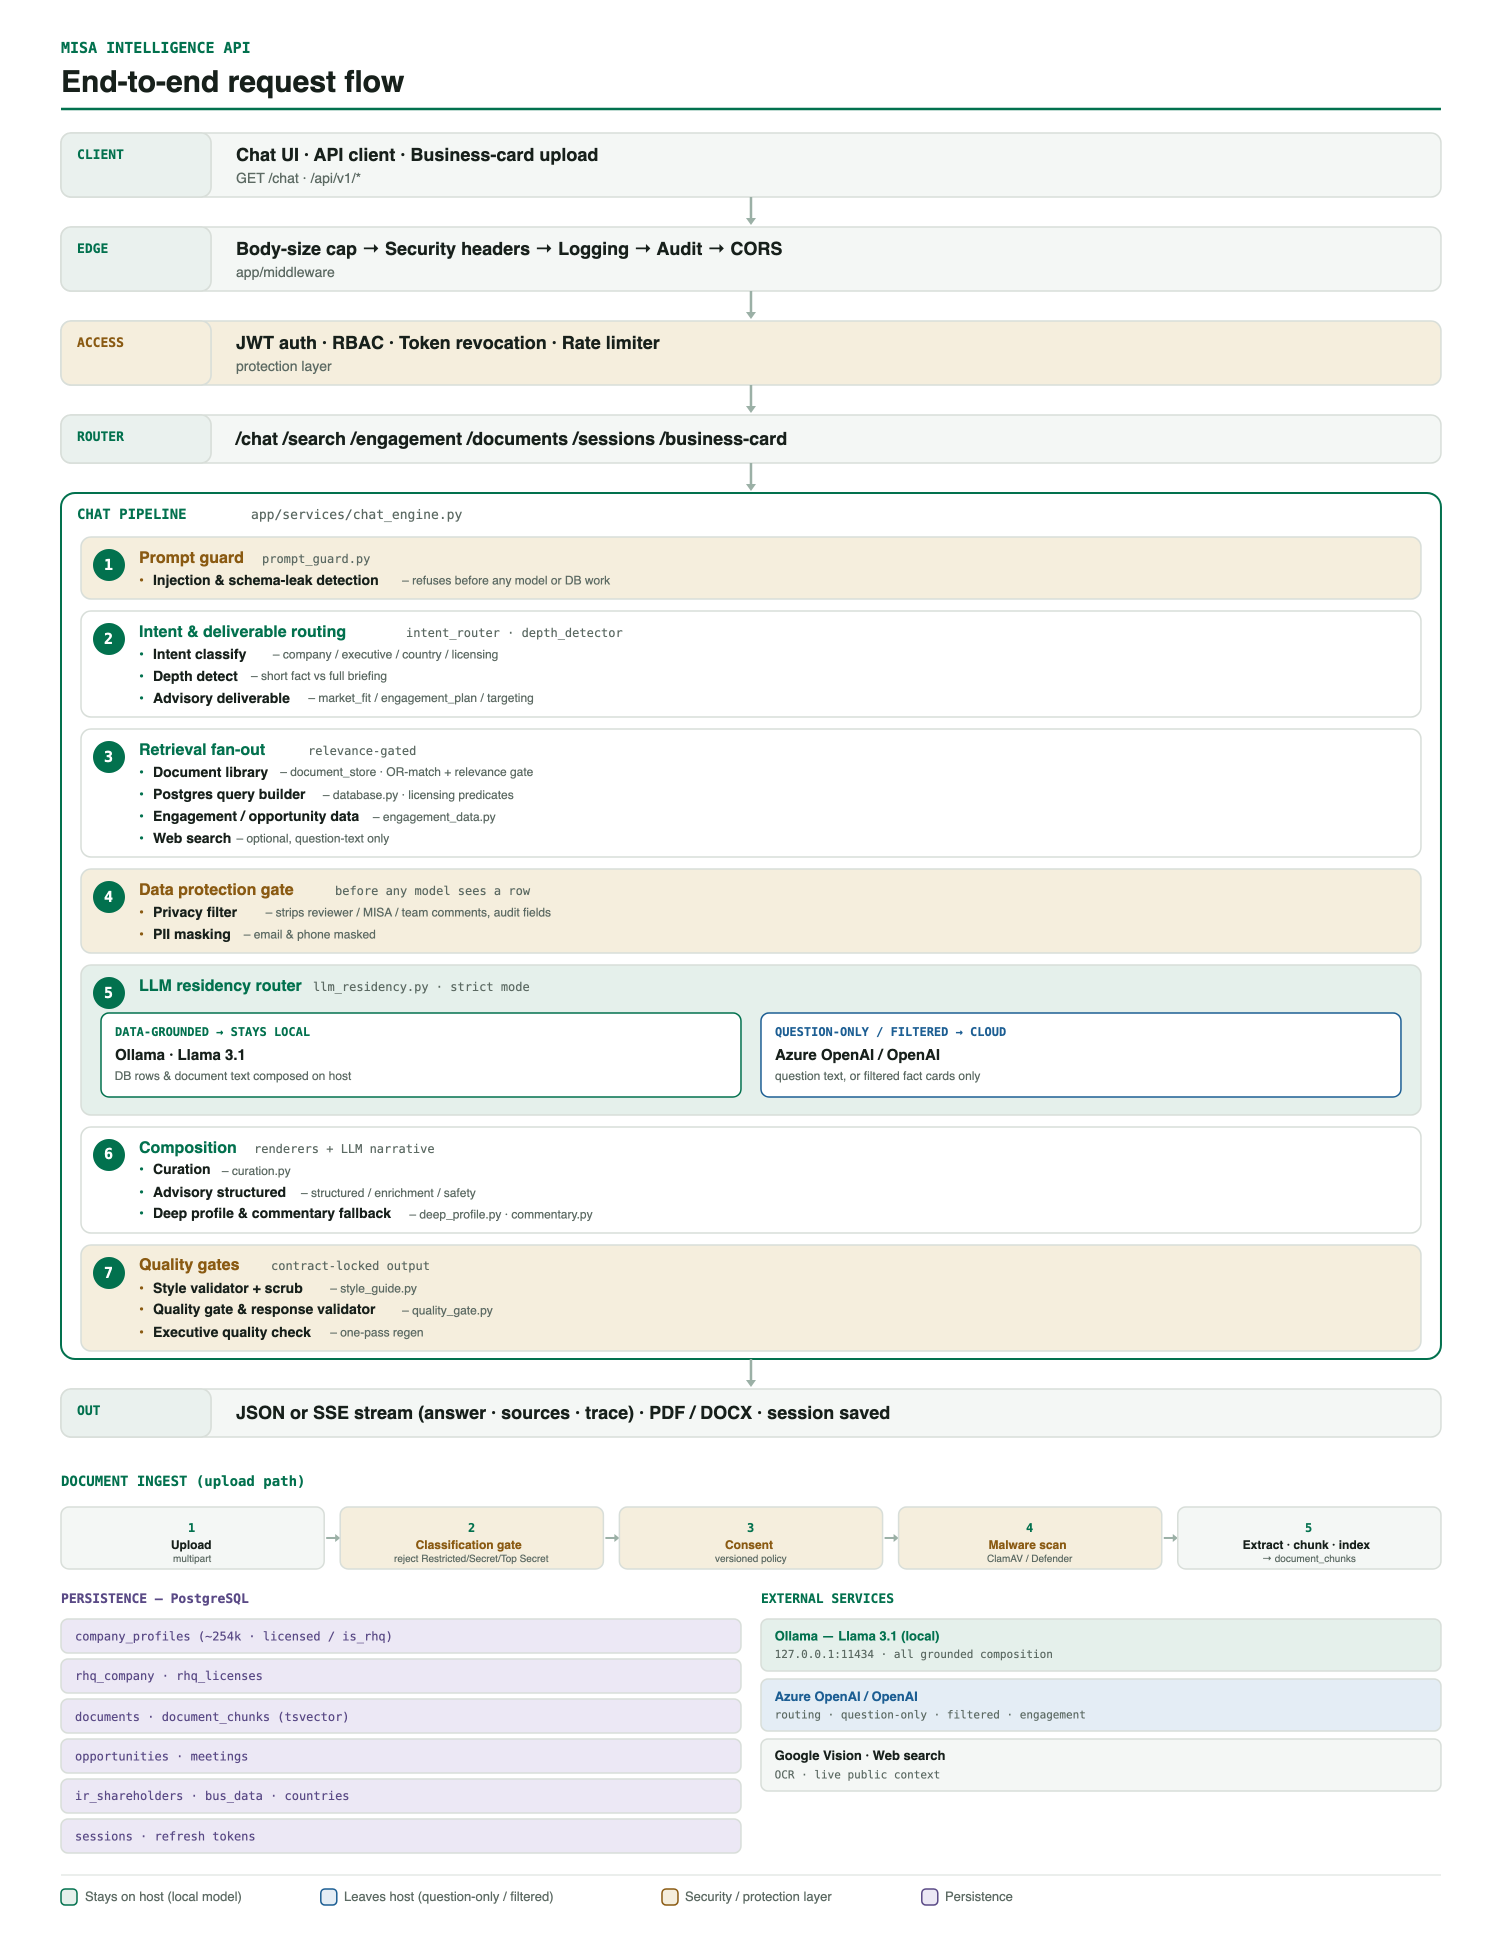 MISA INTELLIGENCE API
End-to-end request flow
CLIENT
Chat UI · API client · Business-card upload
GET /chat · /api/v1/*
EDGE
Body-size cap → Security headers → Logging → Audit → CORS
app/middleware
ACCESS
JWT auth · RBAC · Token revocation · Rate limiter
protection layer
ROUTER
/chat /search /engagement /documents /sessions /business-card
CHAT PIPELINE app/services/chat_engine.py
1 Prompt guard prompt_guard.py
• Injection & schema-leak detection – refuses before any model or DB work
2 Intent & deliverable routing intent_router · depth_detector
• Intent classify – company / executive / country / licensing
• Depth detect – short fact vs full briefing
• Advisory deliverable – market_fit / engagement_plan / targeting
3 Retrieval fan-out relevance-gated
• Document library – document_store · OR-match + relevance gate
• Postgres query builder – database.py · licensing predicates
• Engagement / opportunity data – engagement_data.py
• Web search – optional, question-text only
4 Data protection gate before any model sees a row
• Privacy filter – strips reviewer / MISA / team comments, audit fields
• PII masking – email & phone masked
5 LLM residency router llm_residency.py · strict mode
DATA-GROUNDED → STAYS LOCAL
Ollama · Llama 3.1
DB rows & document text composed on host
QUESTION-ONLY / FILTERED → CLOUD
Azure OpenAI / OpenAI
question text, or filtered fact cards only
6 Composition renderers + LLM narrative
• Curation – curation.py
• Advisory structured – structured / enrichment / safety
• Deep profile & commentary fallback – deep_profile.py · commentary.py
7 Quality gates contract-locked output
• Style validator + scrub – style_guide.py
• Quality gate & response validator – quality_gate.py
• Executive quality check – one-pass regen
OUT
JSON or SSE stream (answer · sources · trace) · PDF / DOCX · session saved
DOCUMENT INGEST (upload path)
1
Upload
multipart
2
Classification gate
reject Restricted/Secret/Top Secret
3
Consent
versioned policy
4
Malware scan
ClamAV / Defender
5
Extract · chunk · index
→ document_chunks
PERSISTENCE — PostgreSQL
company_profiles (~254k · licensed / is_rhq)
rhq_company · rhq_licenses
documents · document_chunks (tsvector)
opportunities · meetings
ir_shareholders · bus_data · countries
sessions · refresh tokens
EXTERNAL SERVICES
Ollama — Llama 3.1 (local)
127.0.0.1:11434 · all grounded composition
Azure OpenAI / OpenAI
routing · question-only · filtered · engagement
Google Vision · Web search
OCR · live public context
Stays on host (local model)
Leaves host (question-only / filtered)
Security / protection layer
Persistence